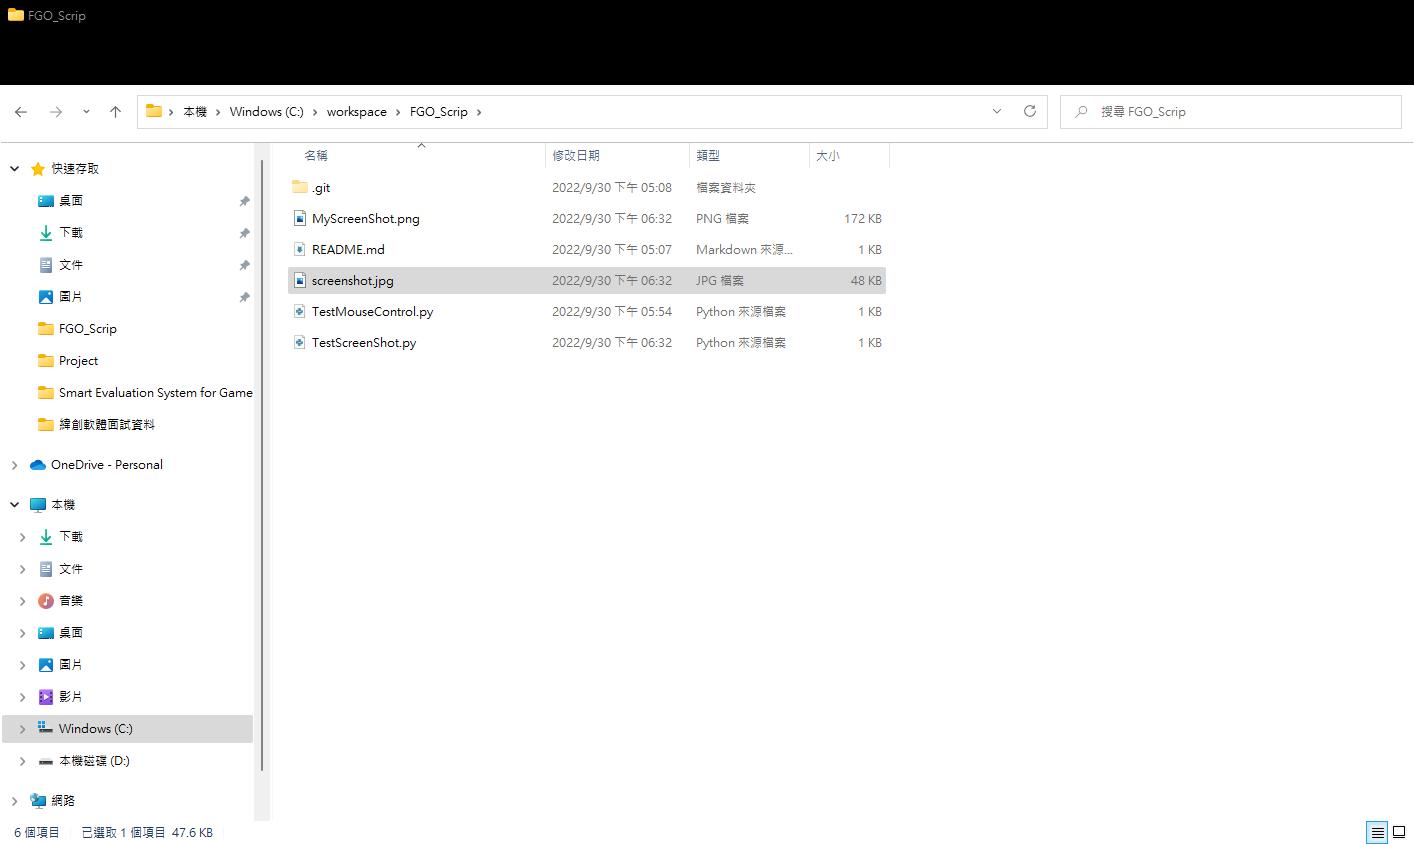 FGO_Scrip
本機 Windows (C:) workspace FGO_Scrip
搜尋 FGO_Scrip
快速存取
桌面
下載
文件
圖片
FGO_Scrip
Project
Smart Evaluation System for Game
緯創軟體面試資料
OneDrive - Personal
本機
下載
文件
音樂
桌面
圖片
影片
Windows (C:)
本機磁碟 (D:)
網路
名稱 修改日期 類型 大小
.git 2022/9/30 下午 05:08 檔案資料夾
MyScreenShot.png 2022/9/30 下午 06:32 PNG 檔案 172 KB
README.md 2022/9/30 下午 05:07 Markdown 來源... 1 KB
screenshot.jpg 2022/9/30 下午 06:32 JPG 檔案 48 KB
TestMouseControl.py 2022/9/30 下午 05:54 Python 來源檔案 1 KB
TestScreenShot.py 2022/9/30 下午 06:32 Python 來源檔案 1 KB
6 個項目 已選取 1 個項目 47.6 KB